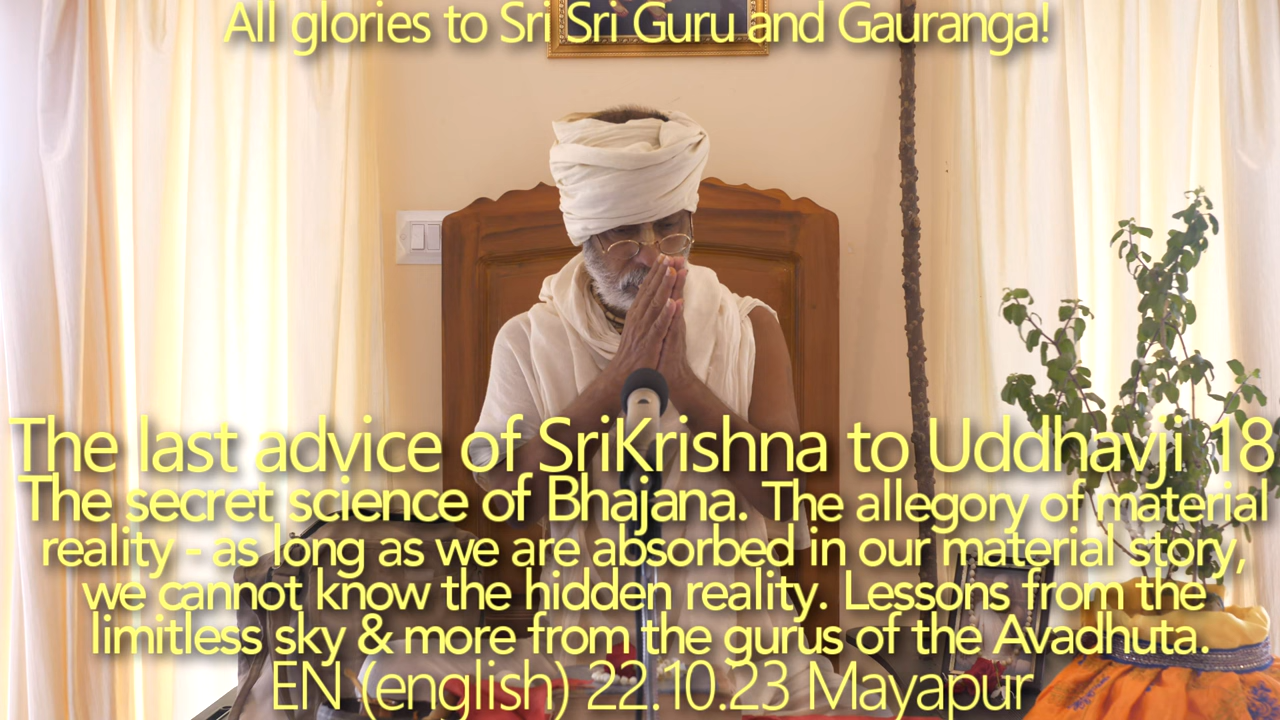 All glories to Sri Sri Guru and Gauranga!
The last advice of SriKrishna to Uddhavji 18
The secret science of Bhajana. The allegory of material
reality - as long as we are absorbed in our material story,
we cannot know the hidden reality. Lessons from the
limitless sky & more from the gurus of the Avadhuta.
EN (english) 22.10.23 Mayapur